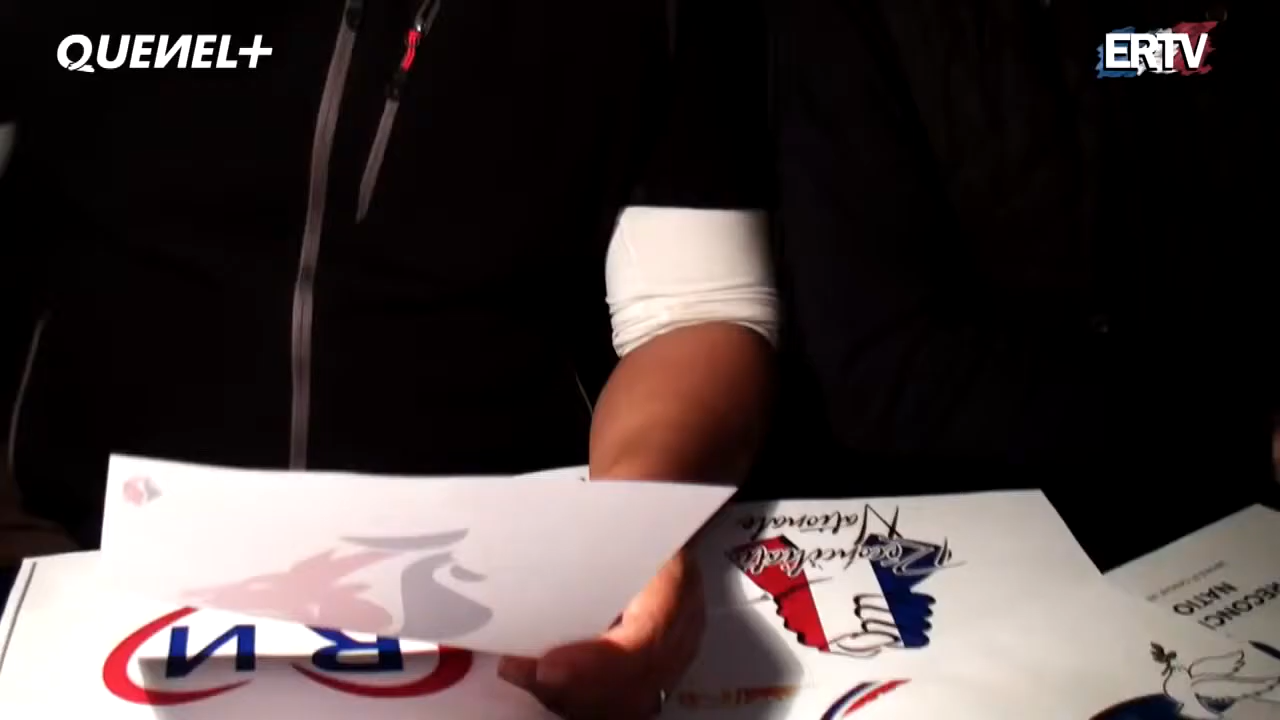 QUENEL+
ERTV
Réconciliation
Nationale
RN
RECONCI
NATIO